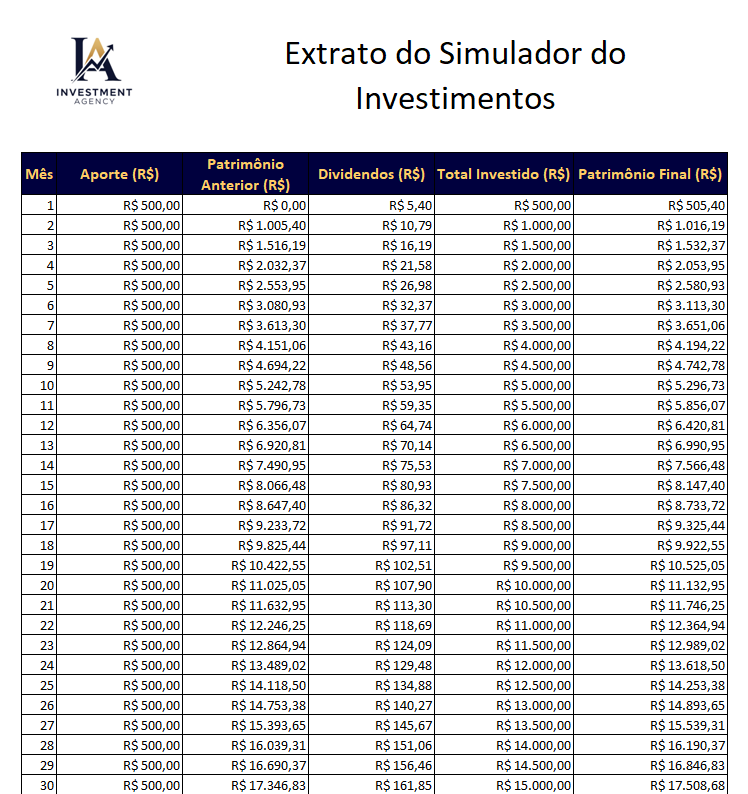 IA
INVESTMENT
AGENCY
Extrato do Simulador do
Investimentos
Mês Aporte (R$) Patrimônio Anterior (R$) Dividendos (R$) Total Investido (R$) Patrimônio Final (R$)
1 R$ 500,00 R$ 0,00 R$ 5,40 R$ 500,00 R$ 505,40
2 R$ 500,00 R$ 1.005,40 R$ 10,79 R$ 1.000,00 R$ 1.016,19
3 R$ 500,00 R$ 1.516,19 R$ 16,19 R$ 1.500,00 R$ 1.532,37
4 R$ 500,00 R$ 2.032,37 R$ 21,58 R$ 2.000,00 R$ 2.053,95
5 R$ 500,00 R$ 2.553,95 R$ 26,98 R$ 2.500,00 R$ 2.580,93
6 R$ 500,00 R$ 3.080,93 R$ 32,37 R$ 3.000,00 R$ 3.113,30
7 R$ 500,00 R$ 3.613,30 R$ 37,77 R$ 3.500,00 R$ 3.651,06
8 R$ 500,00 R$ 4.151,06 R$ 43,16 R$ 4.000,00 R$ 4.194,22
9 R$ 500,00 R$ 4.694,22 R$ 48,56 R$ 4.500,00 R$ 4.742,78
10 R$ 500,00 R$ 5.242,78 R$ 53,95 R$ 5.000,00 R$ 5.296,73
11 R$ 500,00 R$ 5.796,73 R$ 59,35 R$ 5.500,00 R$ 5.856,07
12 R$ 500,00 R$ 6.356,07 R$ 64,74 R$ 6.000,00 R$ 6.420,81
13 R$ 500,00 R$ 6.920,81 R$ 70,14 R$ 6.500,00 R$ 6.990,95
14 R$ 500,00 R$ 7.490,95 R$ 75,53 R$ 7.000,00 R$ 7.566,48
15 R$ 500,00 R$ 8.066,48 R$ 80,93 R$ 7.500,00 R$ 8.147,40
16 R$ 500,00 R$ 8.647,40 R$ 86,32 R$ 8.000,00 R$ 8.733,72
17 R$ 500,00 R$ 9.233,72 R$ 91,72 R$ 8.500,00 R$ 9.325,44
18 R$ 500,00 R$ 9.825,44 R$ 97,11 R$ 9.000,00 R$ 9.922,55
19 R$ 500,00 R$ 10.422,55 R$ 102,51 R$ 9.500,00 R$ 10.525,05
20 R$ 500,00 R$ 11.025,05 R$ 107,90 R$ 10.000,00 R$ 11.132,95
21 R$ 500,00 R$ 11.632,95 R$ 113,30 R$ 10.500,00 R$ 11.746,25
22 R$ 500,00 R$ 12.246,25 R$ 118,69 R$ 11.000,00 R$ 12.364,94
23 R$ 500,00 R$ 12.864,94 R$ 124,09 R$ 11.500,00 R$ 12.989,02
24 R$ 500,00 R$ 13.489,02 R$ 129,48 R$ 12.000,00 R$ 13.618,50
25 R$ 500,00 R$ 14.118,50 R$ 134,88 R$ 12.500,00 R$ 14.253,38
26 R$ 500,00 R$ 14.753,38 R$ 140,27 R$ 13.000,00 R$ 14.893,65
27 R$ 500,00 R$ 15.393,65 R$ 145,67 R$ 13.500,00 R$ 15.539,31
28 R$ 500,00 R$ 16.039,31 R$ 151,06 R$ 14.000,00 R$ 16.190,37
29 R$ 500,00 R$ 16.690,37 R$ 156,46 R$ 14.500,00 R$ 16.846,83
30 R$ 500,00 R$ 17.346,83 R$ 161,85 R$ 15.000,00 R$ 17.508,68